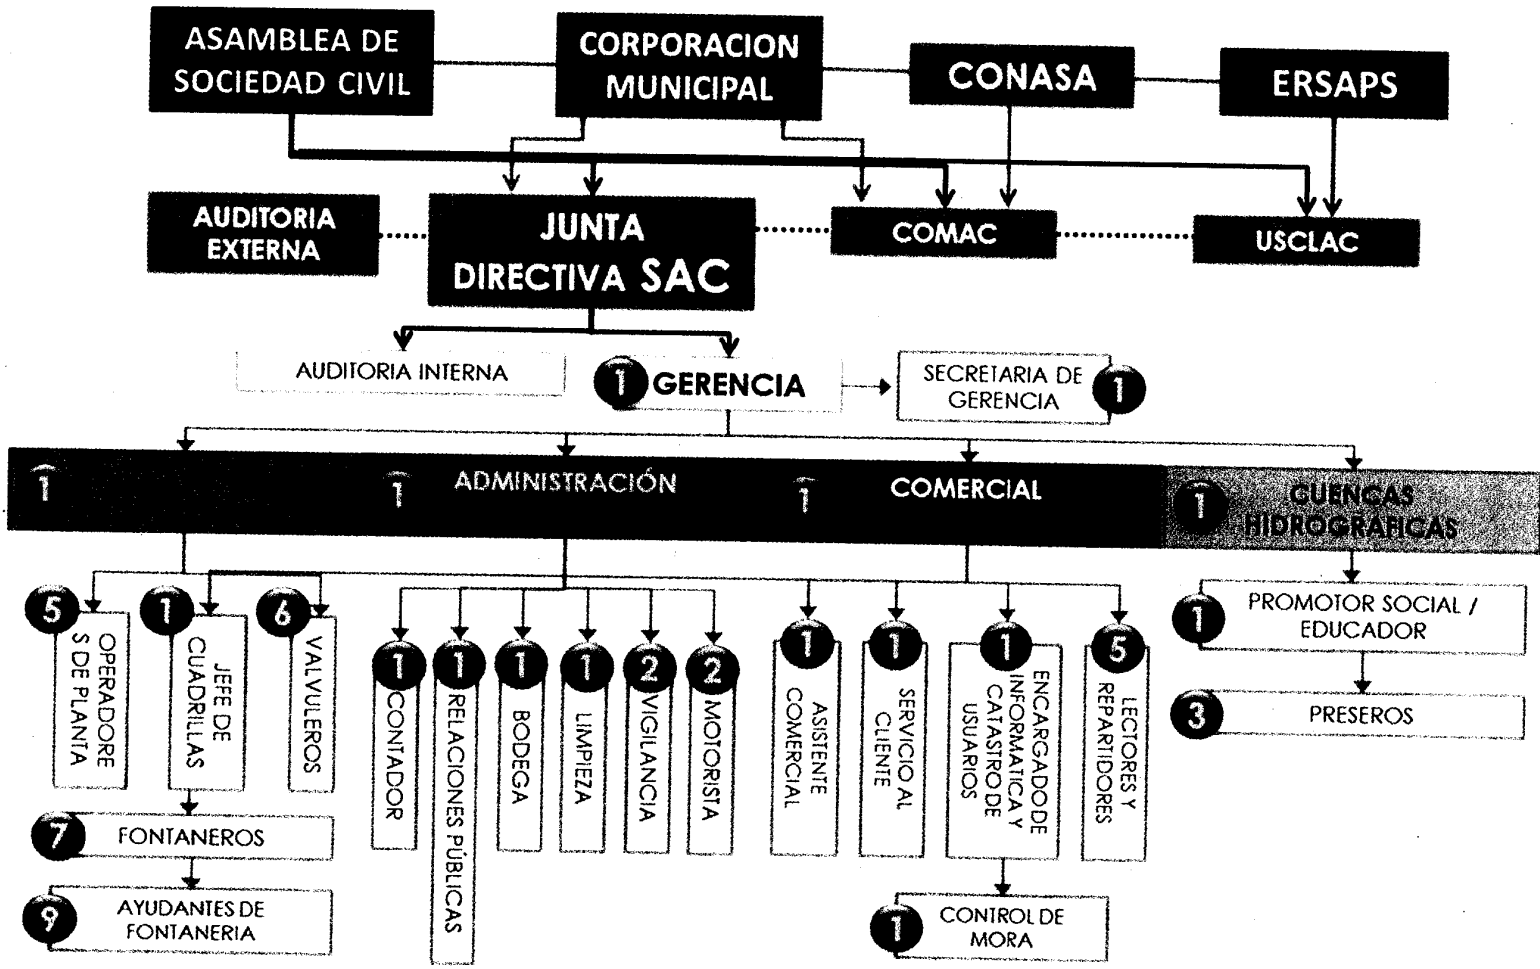 ASAMBLEA DE
SOCIEDAD CIVIL
CORPORACION
MUNICIPAL
CONASA
ERSAPS
AUDITORIA
EXTERNA
JUNTA
DIRECTIVA SAC
COMAC
USCLAC
AUDITORIA INTERNA
1
GERENCIA
SECRETARIA DE
GERENCIA
1
1
1
ADMINISTRACIÓN
1
COMERCIAL
1
CUENCAS
HIDROGRAFICAS
5
OPERADORE
S DE PLANTA
1
JEFE DE
CUADRILLAS
6
VALVULEROS
7
FONTANEROS
9
AYUDANTES DE
FONTANERIA
1
CONTADOR
1
RELACIONES PÚBLICAS
1
BODEGA
1
LIMPIEZA
2
VIGILANCIA
2
MOTORISTA
1
ASISTENTE
COMERCIAL
1
SERVICIO AL
CLIENTE
1
ENCARGADO DE
INFORMATICA Y
CATASTRO DE
USUARIOS
5
LECTORES Y
REPARTIDORES
1
CONTROL DE
MORA
1
PROMOTOR SOCIAL /
EDUCADOR
3
PRESEROS